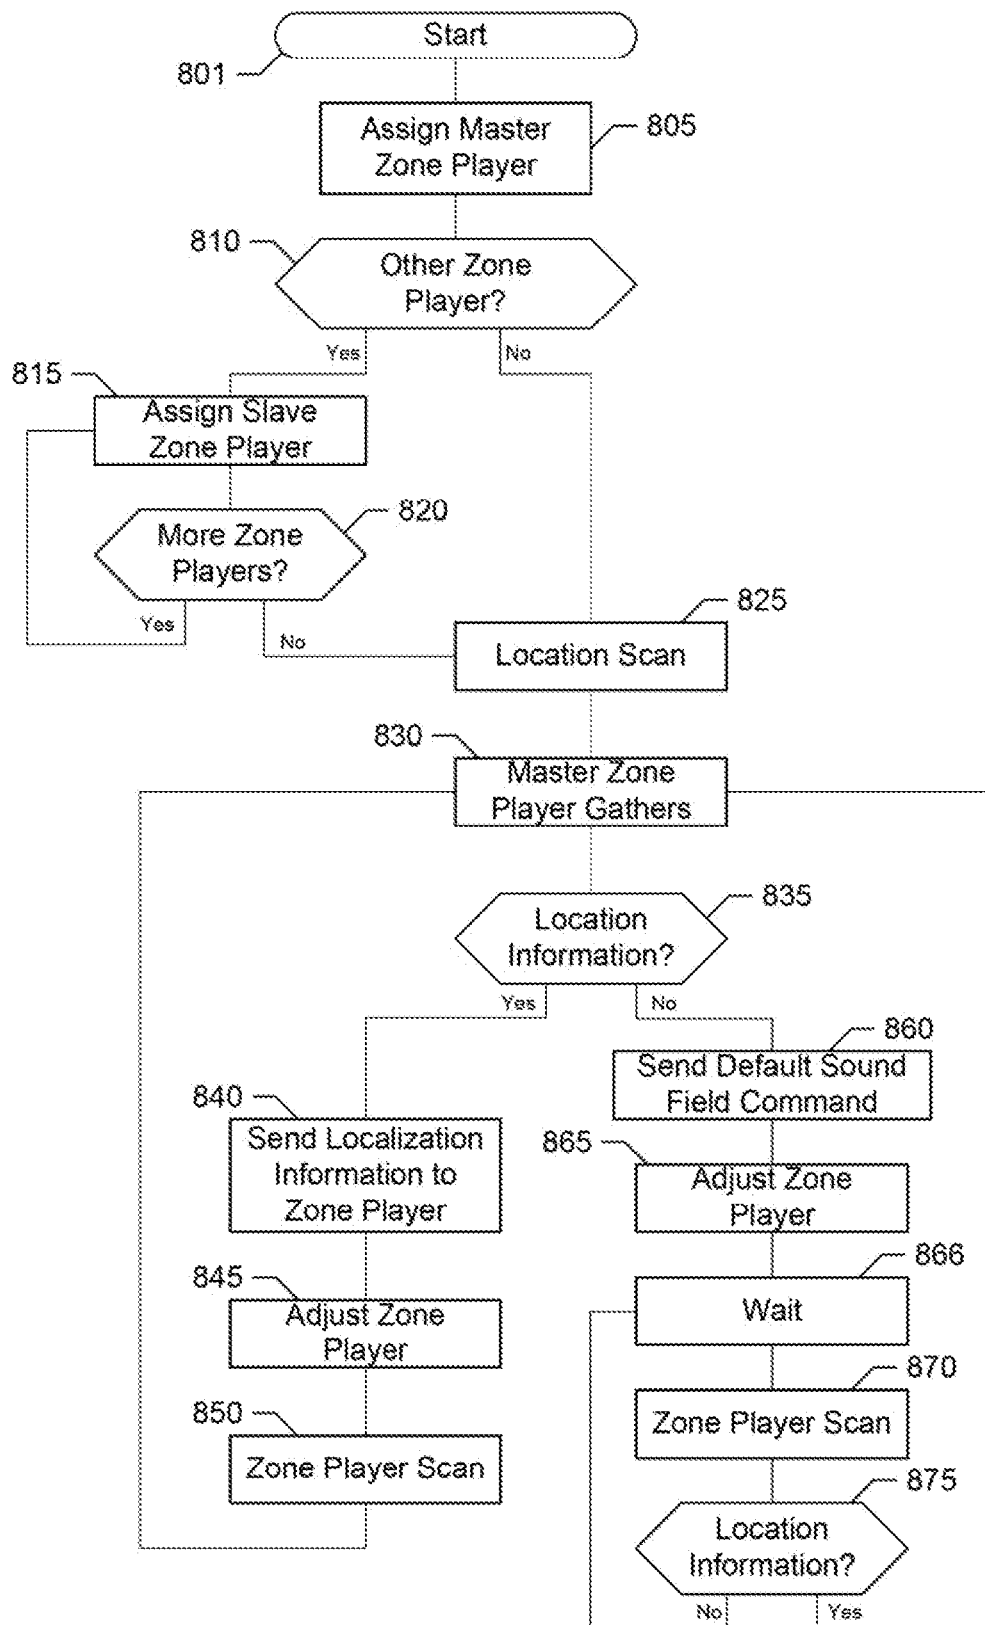 Start
801
Assign Master
Zone Player
805
810
Other Zone
Player?
Yes
No
815
Assign Slave
Zone Player
820
More Zone
Players?
Yes
No
825
Location Scan
830
Master Zone
Player Gathers
835
Location
Information?
Yes
No
860
Send Default Sound
Field Command
840
Send Localization
Information to
Zone Player
865
Adjust Zone
Player
866
Wait
845
Adjust Zone
Player
870
Zone Player Scan
850
Zone Player Scan
875
Location
Information?
No
Yes